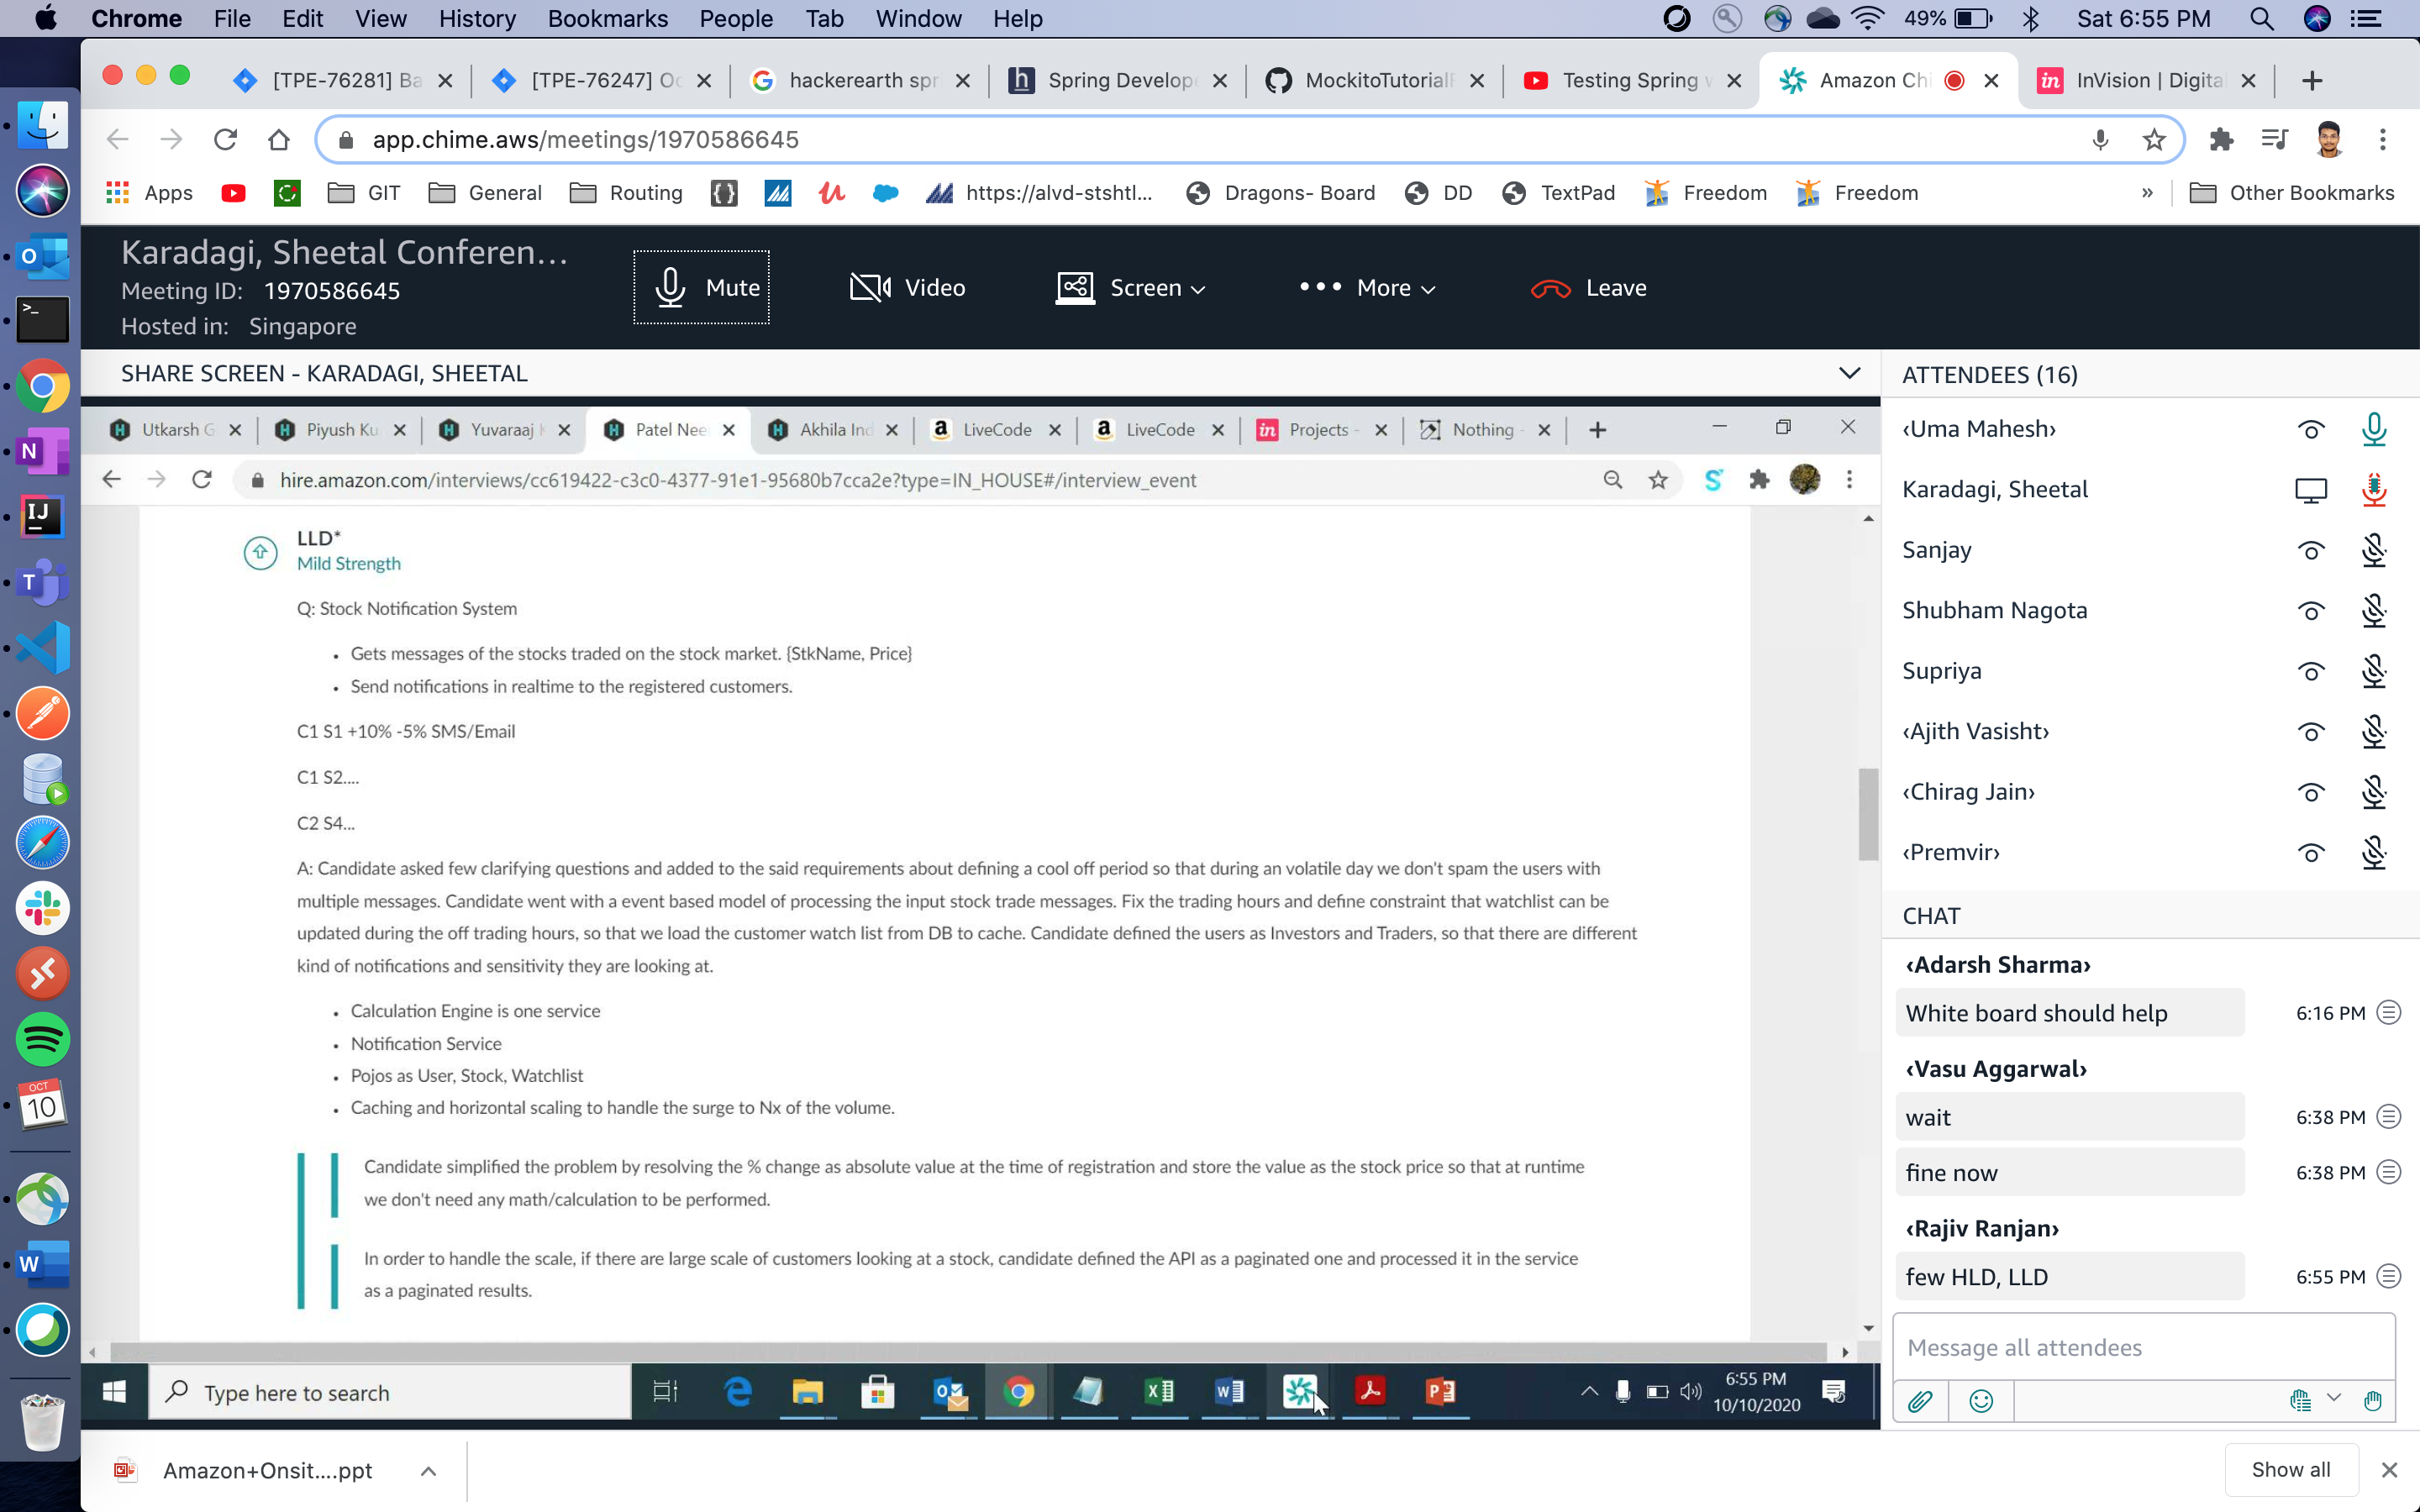 Chrome File Edit View History Bookmarks People Tab Window Help 49% Sat 6:55 PM
[TPE-76281] Ba [TPE-76247] Oc hackerearth spr Spring Develope MockitoTutorial Testing Spring Amazon Chi InVision | Digita
app.chime.aws/meetings/1970586645
Apps GIT General Routing https://alvd-stshtl... Dragons- Board DD TextPad Freedom Freedom » Other Bookmarks
Karadagi, Sheetal Conferen...
Meeting ID: 1970586645
Hosted in: Singapore
Mute Video Screen More Leave
SHARE SCREEN - KARADAGI, SHEETAL
Utkarsh G Piyush Ku Yuvaraaj Patel Nee Akhila Ind LiveCode LiveCode Projects - Nothing -
hire.amazon.com/interviews/cc619422-c3c0-4377-91e1-95680b7cca2e?type=IN_HOUSE#/interview_event
LLD*
Mild Strength
Q: Stock Notification System
• Gets messages of the stocks traded on the stock market. {StkName, Price}
• Send notifications in realtime to the registered customers.
C1 S1 +10% -5% SMS/Email
C1 S2....
C2 S4...
A: Candidate asked few clarifying questions and added to the said requirements about defining a cool off period so that during an volatile day we don't spam the users with
multiple messages. Candidate went with a event based model of processing the input stock trade messages. Fix the trading hours and define constraint that watchlist can be
updated during the off trading hours, so that we load the customer watch list from DB to cache. Candidate defined the users as Investors and Traders, so that there are different
kind of notifications and sensitivity they are looking at.
• Calculation Engine is one service
• Notification Service
• Pojos as User, Stock, Watchlist
• Caching and horizontal scaling to handle the surge to Nx of the volume.
Candidate simplified the problem by resolving the % change as absolute value at the time of registration and store the value as the stock price so that at runtime
we don't need any math/calculation to be performed.
In order to handle the scale, if there are large scale of customers looking at a stock, candidate defined the API as a paginated one and processed it in the service
as a paginated results.
Type here to search
6:55 PM
10/10/2020
ATTENDEES (16)
‹Uma Mahesh›
Karadagi, Sheetal
Sanjay
Shubham Nagota
Supriya
‹Ajith Vasisht›
‹Chirag Jain›
‹Premvir›
CHAT
‹Adarsh Sharma›
White board should help 6:16 PM
‹Vasu Aggarwal›
wait 6:38 PM
fine now 6:38 PM
‹Rajiv Ranjan›
few HLD, LLD 6:55 PM
Message all attendees
OCT
10
Amazon+Onsit....ppt
Show all